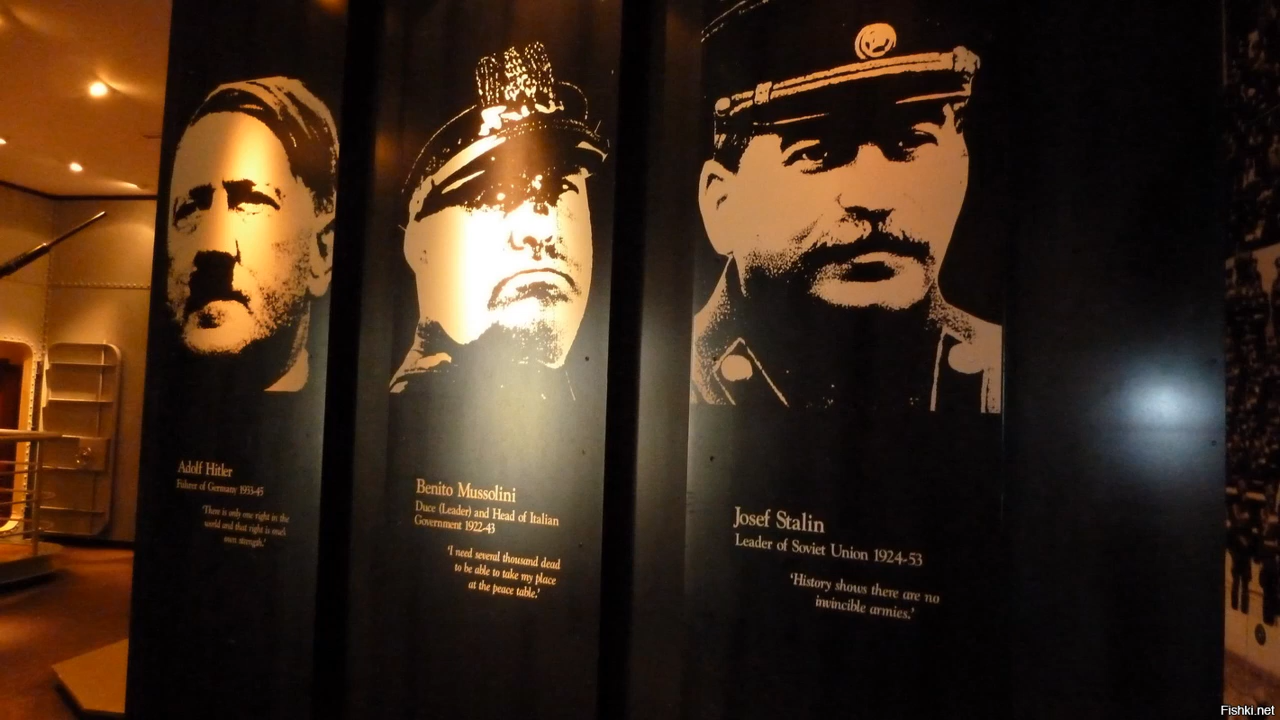 Adolf Hitler
Führer of Germany 1933-45
'There is only one right in the
world and that right is one's
own strength.'
Benito Mussolini
Duce (Leader) and Head of Italian
Government 1922-43
'I need several thousand dead
to be able to take my place
at the peace table.'
Josef Stalin
Leader of Soviet Union 1924-53
'History shows there are no
invincible armies.'
Fishki.net